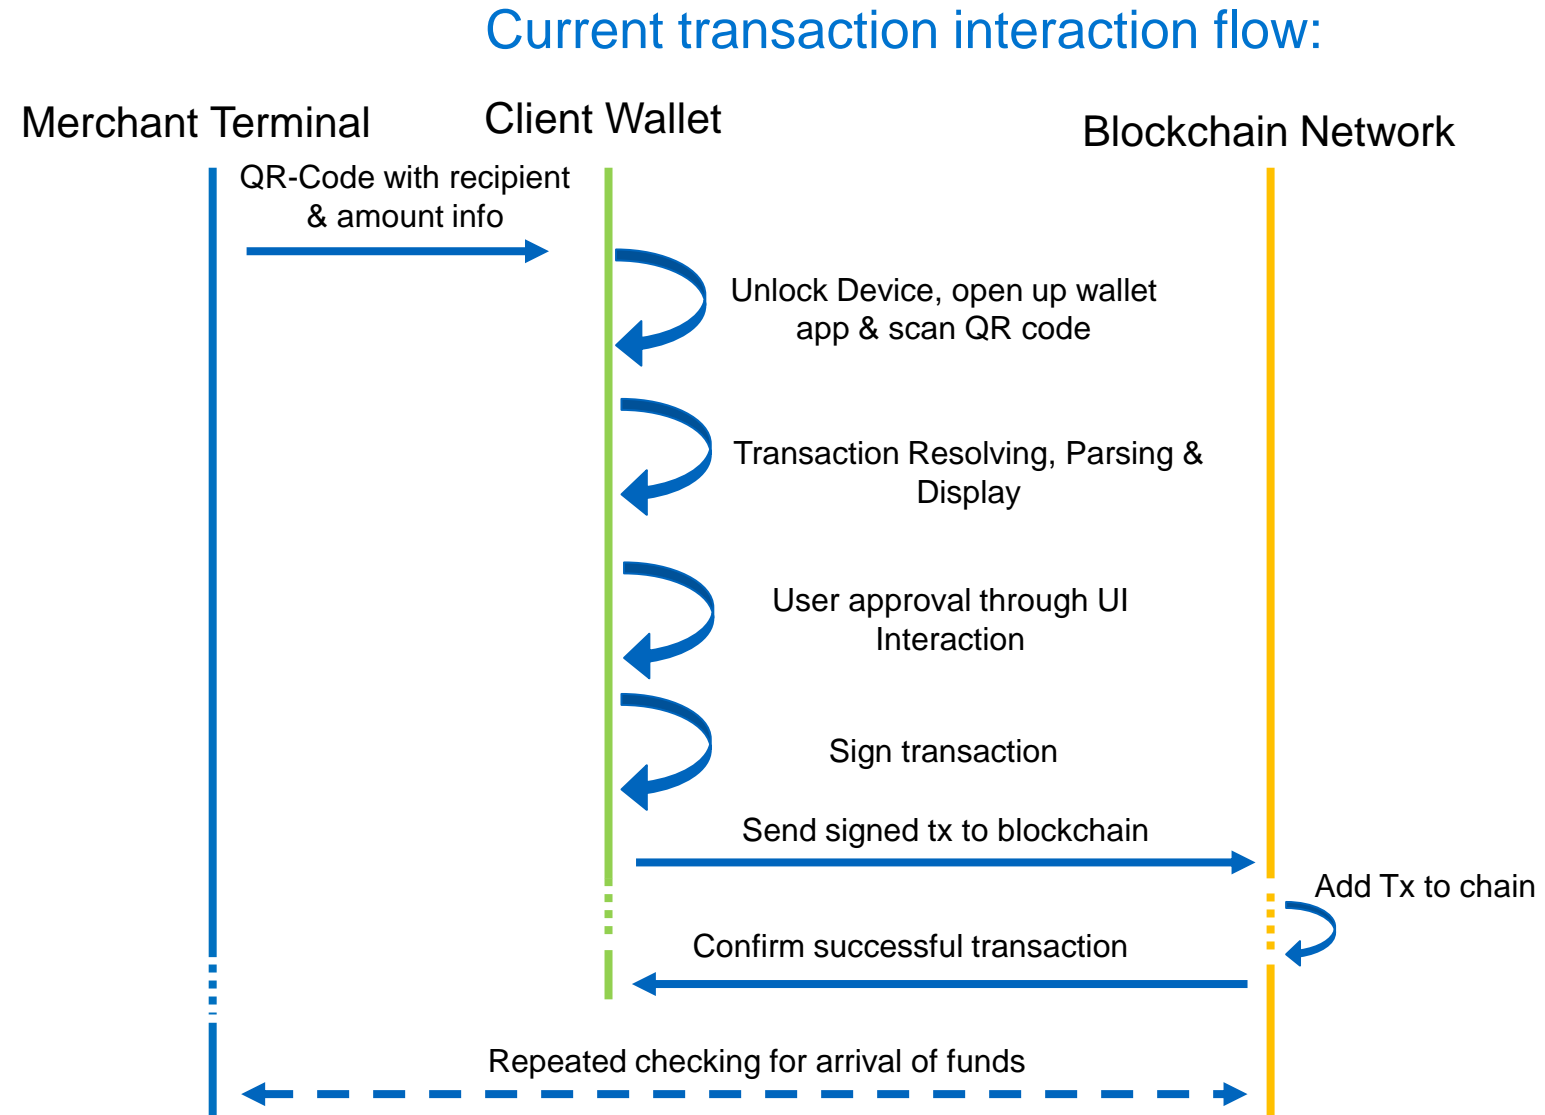 Current transaction interaction flow:
Merchant Terminal
Client Wallet
Blockchain Network
QR-Code with recipient
& amount info
Unlock Device, open up wallet
app & scan QR code
Transaction Resolving, Parsing &
Display
User approval through UI
Interaction
Sign transaction
Send signed tx to blockchain
Add Tx to chain
Confirm successful transaction
Repeated checking for arrival of funds